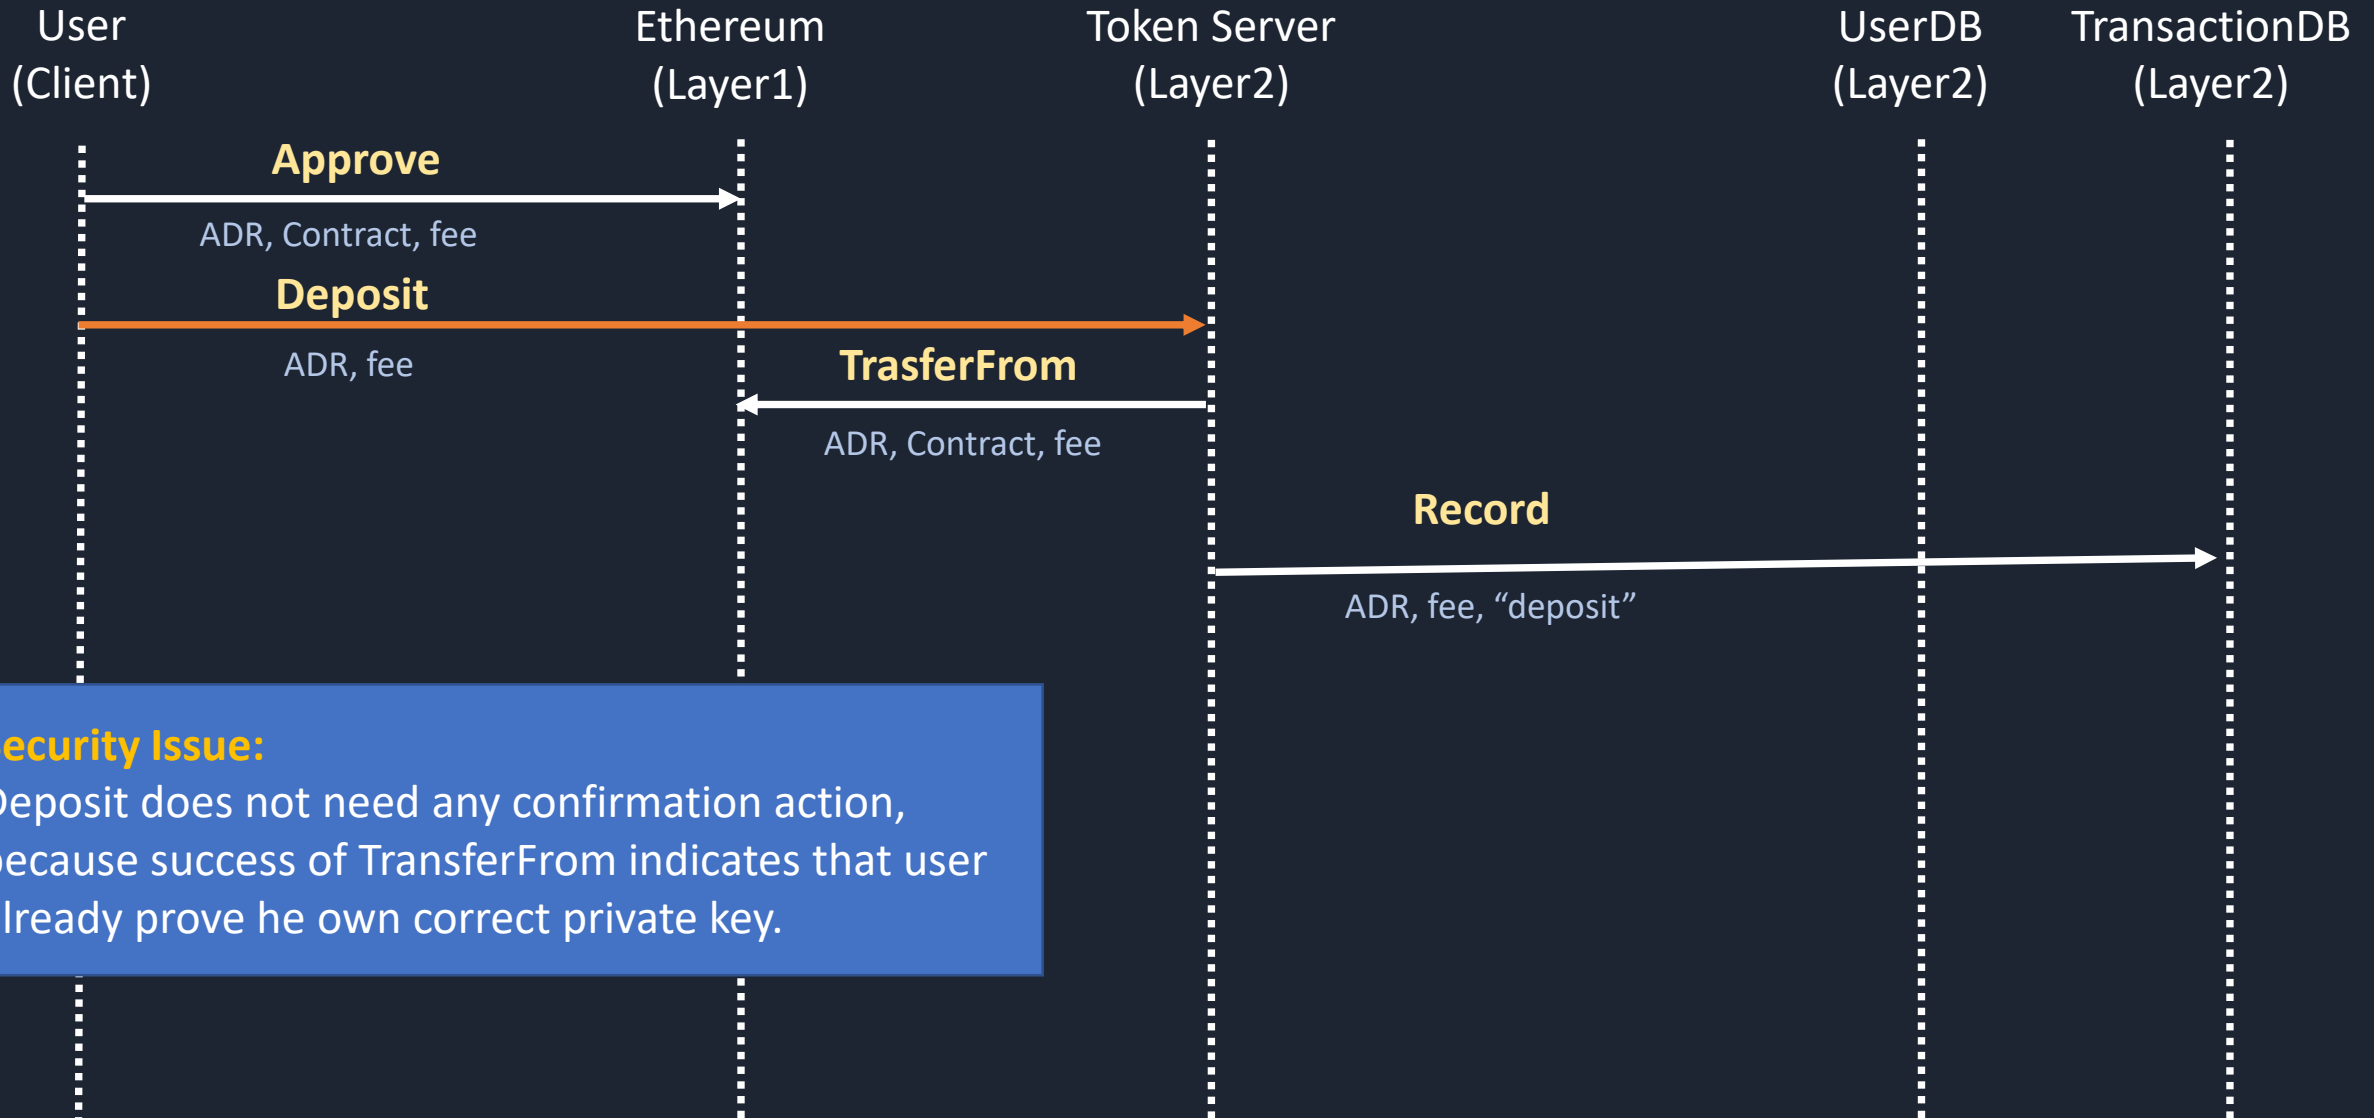 User
(Client)
Ethereum
(Layer1)
Token Server
(Layer2)
UserDB
(Layer2)
TransactionDB
(Layer2)
Approve
ADR, Contract, fee
Deposit
ADR, fee
TrasferFrom
ADR, Contract, fee
Record
ADR, fee, “deposit”
ecurity Issue:
Deposit does not need any confirmation action,
because success of TransferFrom indicates that user
lready prove he own correct private key.